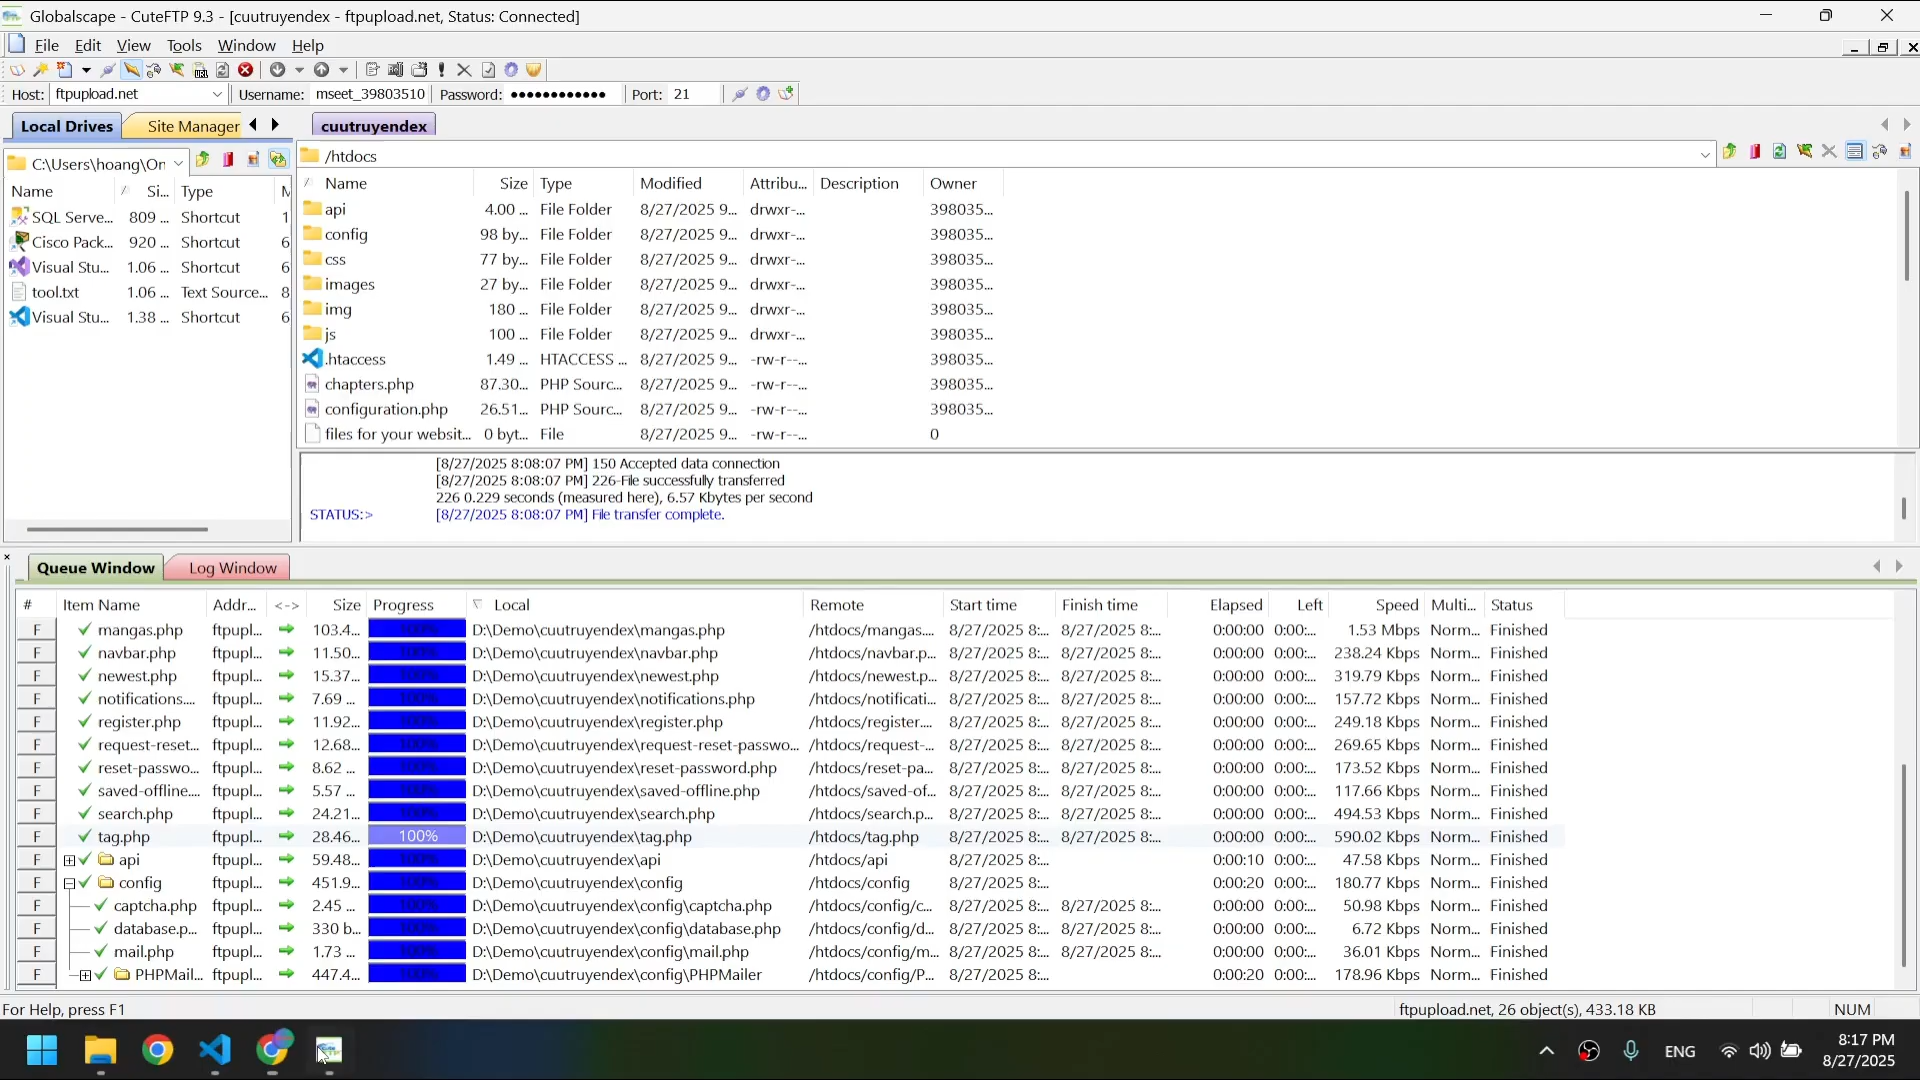 Globalscape - CuteFTP 9.3 - [cuutruyendex - ftpupload.net, Status: Connected]
File Edit View Tools Window Help
Host: ftpupload.net Username: mseet_39803510 Password: •••••••••••• Port: 21
Local Drives Site Manager cuutruyendex
C:\Users\hoang\On
/htdocs
Name Si... Type M
SQL Serve... 809 ... Shortcut 1
Cisco Pack... 920 ... Shortcut 6
Visual Stu... 1.06 ... Shortcut 6
tool.txt 1.06 ... Text Source... 8
Visual Stu... 1.38 ... Shortcut 6
Name Size Type Modified Attribu... Description Owner
api 4.00 ... File Folder 8/27/2025 9... drwxr-... 398035...
config 98 by... File Folder 8/27/2025 9... drwxr-... 398035...
css 77 by... File Folder 8/27/2025 9... drwxr-... 398035...
images 27 by... File Folder 8/27/2025 9... drwxr-... 398035...
img 180 ... File Folder 8/27/2025 9... drwxr-... 398035...
js 100 ... File Folder 8/27/2025 9... drwxr-... 398035...
.htaccess 1.49 ... HTACCESS ... 8/27/2025 9... -rw-r--... 398035...
chapters.php 87.30... PHP Sourc... 8/27/2025 9... -rw-r--... 398035...
configuration.php 26.51... PHP Sourc... 8/27/2025 9... -rw-r--... 398035...
files for your websit... 0 byt... File 8/27/2025 9... -rw-r--... 0
[8/27/2025 8:08:07 PM] 150 Accepted data connection
[8/27/2025 8:08:07 PM] 226-File successfully transferred
226 0.229 seconds (measured here), 6.57 Kbytes per second
STATUS:> [8/27/2025 8:08:07 PM] File transfer complete.
Queue Window Log Window
# Item Name Addr... <-> Size Progress Local Remote Start time Finish time Elapsed Left Speed Multi... Status
F mangas.php ftpupl... 103.4... 100% D:\Demo\cuutruyendex\mangas.php /htdocs/mangas.... 8/27/2025 8:... 8/27/2025 8:... 0:00:00 0:00:... 1.53 Mbps Norm... Finished
F navbar.php ftpupl... 11.50... 100% D:\Demo\cuutruyendex\navbar.php /htdocs/navbar.p... 8/27/2025 8:... 8/27/2025 8:... 0:00:00 0:00:... 238.24 Kbps Norm... Finished
F newest.php ftpupl... 15.37... 100% D:\Demo\cuutruyendex\newest.php /htdocs/newest.p... 8/27/2025 8:... 8/27/2025 8:... 0:00:00 0:00:... 319.79 Kbps Norm... Finished
F notifications.... ftpupl... 7.69 ... 100% D:\Demo\cuutruyendex\notifications.php /htdocs/notificati... 8/27/2025 8:... 8/27/2025 8:... 0:00:00 0:00:... 157.72 Kbps Norm... Finished
F register.php ftpupl... 11.92... 100% D:\Demo\cuutruyendex\register.php /htdocs/register.... 8/27/2025 8:... 8/27/2025 8:... 0:00:00 0:00:... 249.18 Kbps Norm... Finished
F request-reset... ftpupl... 12.68... 100% D:\Demo\cuutruyendex\request-reset-passwo... /htdocs/request-... 8/27/2025 8:... 8/27/2025 8:... 0:00:00 0:00:... 269.65 Kbps Norm... Finished
F reset-passwo... ftpupl... 8.62 ... 100% D:\Demo\cuutruyendex\reset-password.php /htdocs/reset-pa... 8/27/2025 8:... 8/27/2025 8:... 0:00:00 0:00:... 173.52 Kbps Norm... Finished
F saved-offline.... ftpupl... 5.57 ... 100% D:\Demo\cuutruyendex\saved-offline.php /htdocs/saved-of... 8/27/2025 8:... 8/27/2025 8:... 0:00:00 0:00:... 117.66 Kbps Norm... Finished
F search.php ftpupl... 24.21... 100% D:\Demo\cuutruyendex\search.php /htdocs/search.p... 8/27/2025 8:... 8/27/2025 8:... 0:00:00 0:00:... 494.53 Kbps Norm... Finished
F tag.php ftpupl... 28.46... 100% D:\Demo\cuutruyendex\tag.php /htdocs/tag.php 8/27/2025 8:... 8/27/2025 8:... 0:00:00 0:00:... 590.02 Kbps Norm... Finished
F api ftpupl... 59.48... 100% D:\Demo\cuutruyendex\api /htdocs/api 8/27/2025 8:... 0:00:10 0:00:... 47.58 Kbps Norm... Finished
F config ftpupl... 451.9... 100% D:\Demo\cuutruyendex\config /htdocs/config 8/27/2025 8:... 0:00:20 0:00:... 180.77 Kbps Norm... Finished
F captcha.php ftpupl... 2.45 ... 100% D:\Demo\cuutruyendex\config\captcha.php /htdocs/config/c... 8/27/2025 8:... 8/27/2025 8:... 0:00:00 0:00:... 50.98 Kbps Norm... Finished
F database.p... ftpupl... 330 b... 100% D:\Demo\cuutruyendex\config\database.php /htdocs/config/d... 8/27/2025 8:... 8/27/2025 8:... 0:00:00 0:00:... 6.72 Kbps Norm... Finished
F mail.php ftpupl... 1.73 ... 100% D:\Demo\cuutruyendex\config\mail.php /htdocs/config/m... 8/27/2025 8:... 8/27/2025 8:... 0:00:00 0:00:... 36.01 Kbps Norm... Finished
F PHPMail... ftpupl... 447.4... 100% D:\Demo\cuutruyendex\config\PHPMailer /htdocs/config/P... 8/27/2025 8:... 0:00:20 0:00:... 178.96 Kbps Norm... Finished
For Help, press F1 ftpupload.net, 26 object(s), 433.18 KB NUM
ENG 8:17 PM
8/27/2025